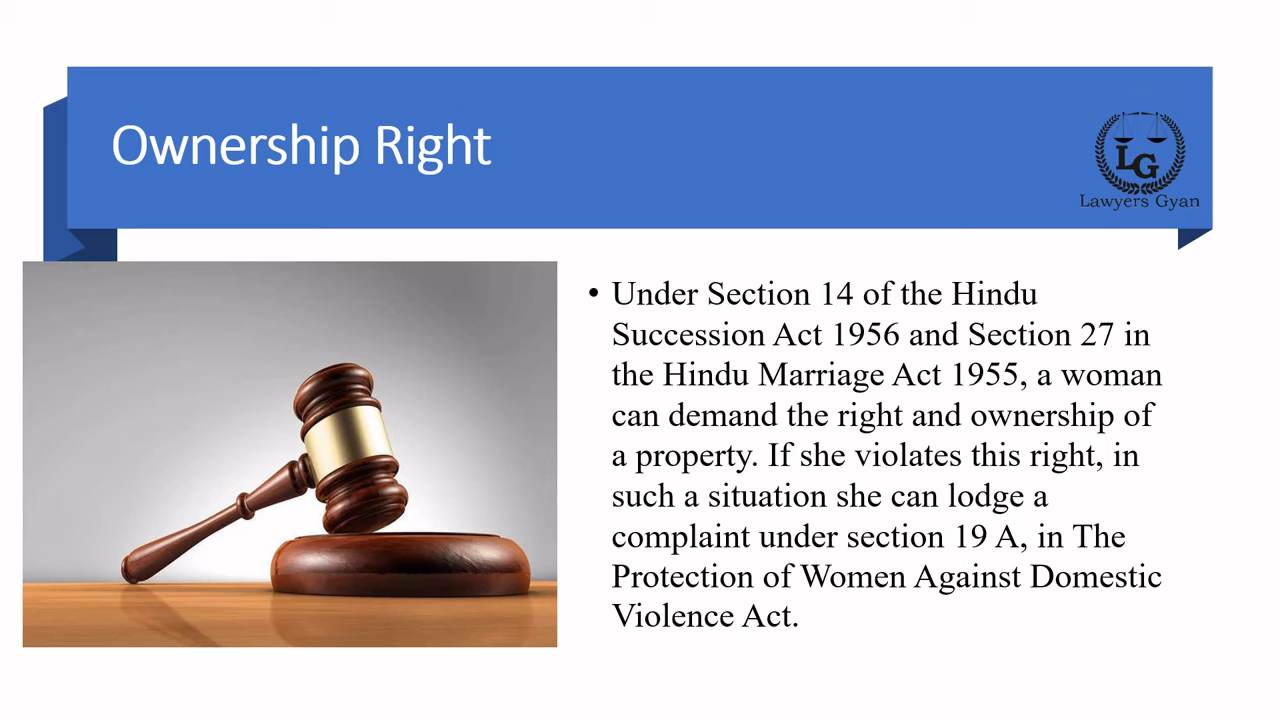 Ownership Right
LG
Lawyers Gyan
• Under Section 14 of the Hindu
Succession Act 1956 and Section 27 in
the Hindu Marriage Act 1955, a woman
can demand the right and ownership of
a property. If she violates this right, in
such a situation she can lodge a
complaint under section 19 A, in The
Protection of Women Against Domestic
Violence Act.